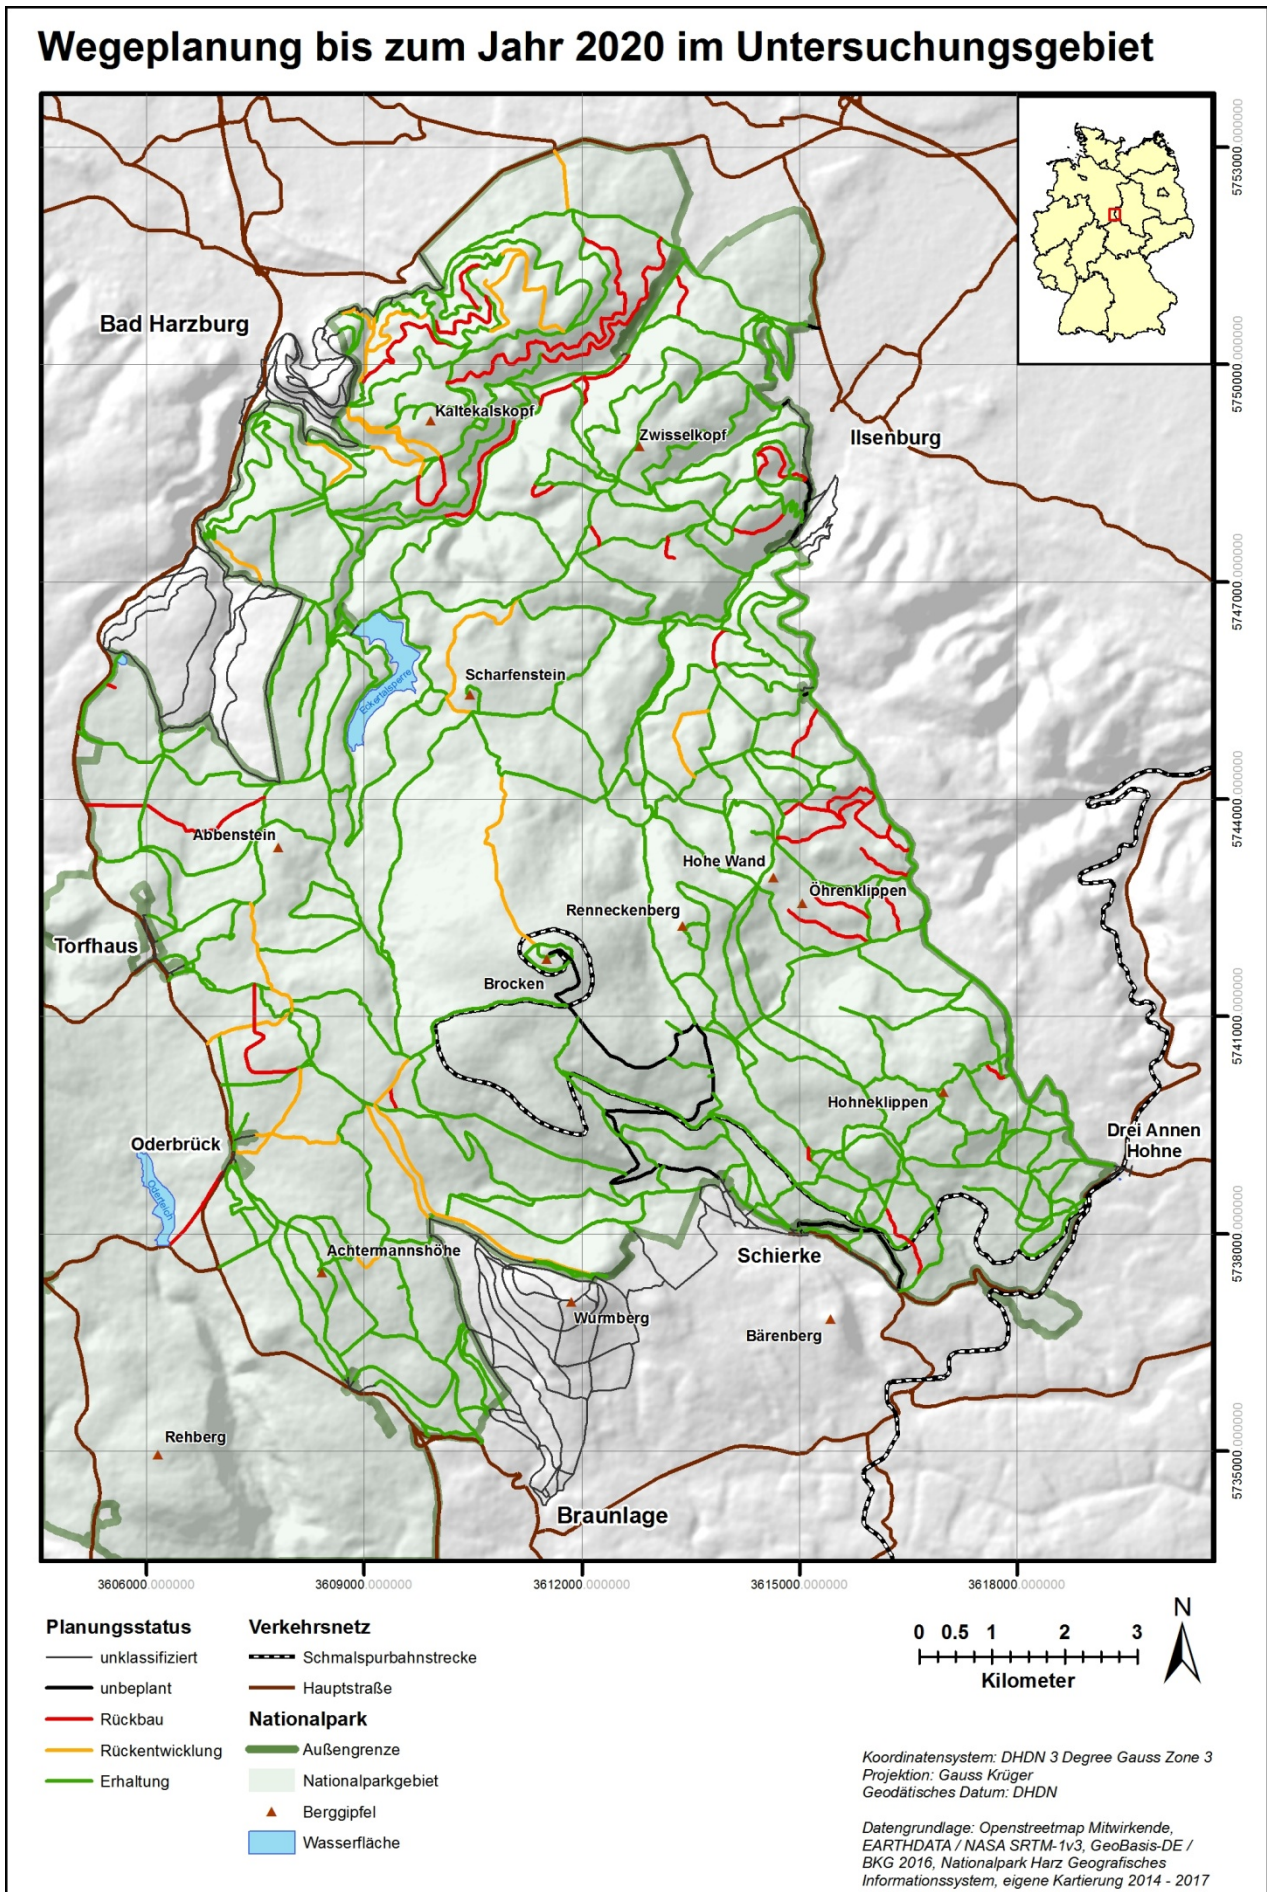 Wegeplanung bis zum Jahr 2020 im Untersuchungsgebiet
5753000.000000
5750000.000000
5747000.000000
5744000.000000
5741000.000000
5738000.000000
5735000.000000
Bad Harzburg
Kaltekalskopf
Zwisselkopf
Ilsenburg
Scharfenstein
Eckertalsperre
Abbenstein
Hohe Wand
Öhrenklippen
Renneckenberg
Torfhaus
Brocken
Hohneklippen
Drei Annen
Hohne
Oderbrück
Oderteich
Achtermannshöhe
Schierke
Wurmberg
Bärenberg
Rehberg
Braunlage
3606000.000000
3609000.000000
3612000.000000
3615000.000000
3618000.000000
Planungsstatus
unklassifiziert
unbeplant
Rückbau
Rückentwicklung
Erhaltung
Verkehrsnetz
Schmalspurbahnstrecke
Hauptstraße
Nationalpark
Außengrenze
Nationalparkgebiet
Berggipfel
Wasserfläche
0 0.5 1 2 3
Kilometer
N
Koordinatensystem: DHDN 3 Degree Gauss Zone 3
Projektion: Gauss Krüger
Geodätisches Datum: DHDN
Datengrundlage: Openstreetmap Mitwirkende,
EARTHDATA / NASA SRTM-1v3, GeoBasis-DE /
BKG 2016, Nationalpark Harz Geografisches
Informationssystem, eigene Kartierung 2014 - 2017